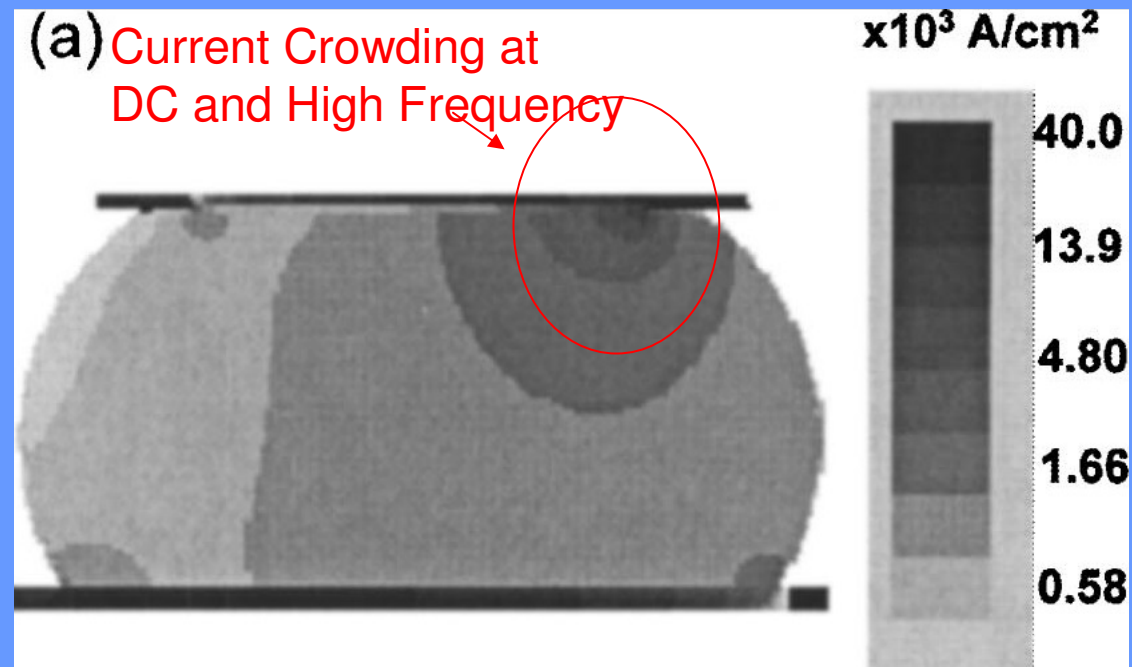 (a) Current Crowding at
DC and High Frequency
x10³ A/cm²
40.0
13.9
4.80
1.66
0.58